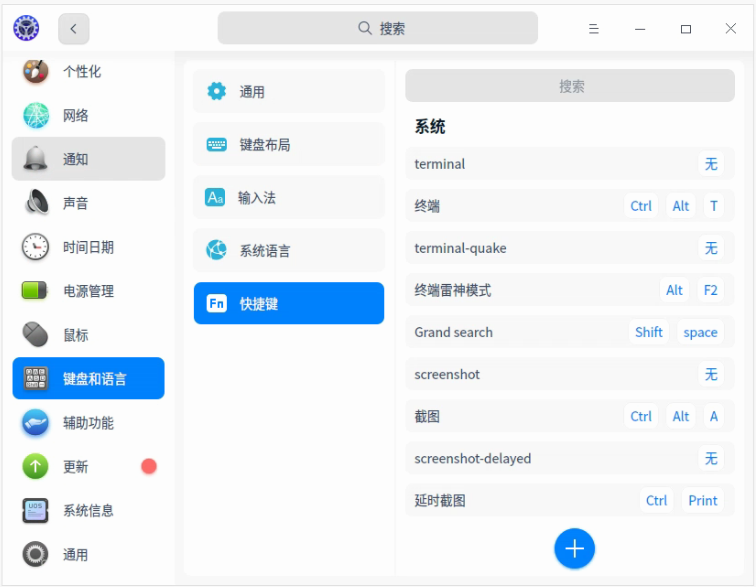 搜索
个性化
网络
通知
声音
时间日期
电源管理
鼠标
键盘和语言
辅助功能
更新
UOS
系统信息
通用
通用
键盘布局
Aa 输入法
系统语言
Fn 快捷键
搜索
系统
terminal 无
终端 Ctrl Alt T
terminal-quake 无
终端雷神模式 Alt F2
Grand search Shift space
screenshot 无
截图 Ctrl Alt A
screenshot-delayed 无
延时截图 Ctrl Print